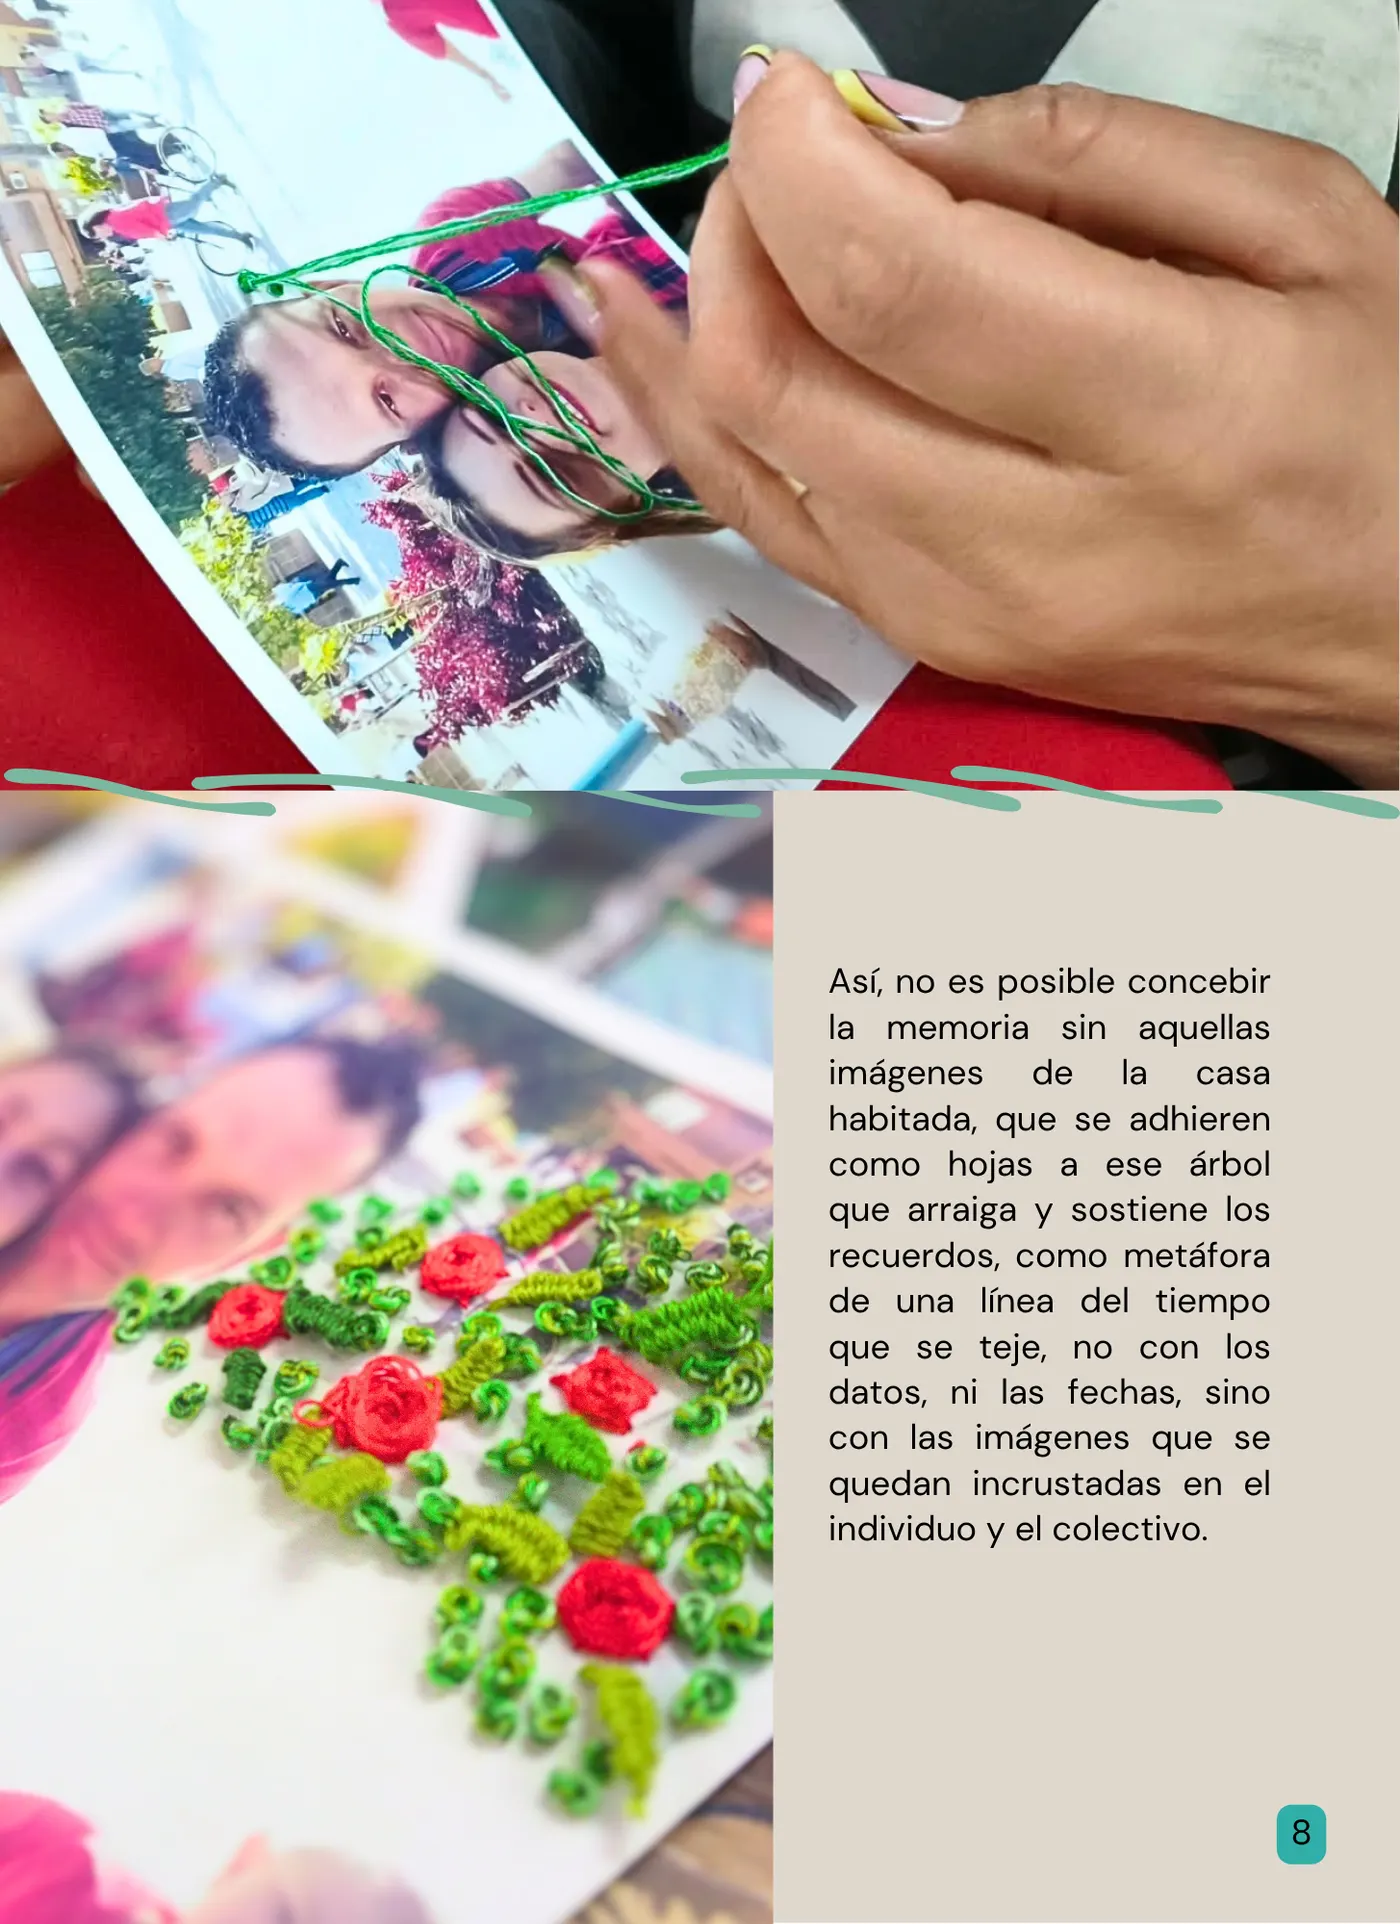 Así, no es posible concebir
la memoria sin aquellas
imágenes de la casa
habitada, que se adhieren
como hojas a ese árbol
que arraiga y sostiene los
recuerdos, como metáfora
de una línea del tiempo
que se teje, no con los
datos, ni las fechas, sino
con las imágenes que se
quedan incrustadas en el
individuo y el colectivo.
8